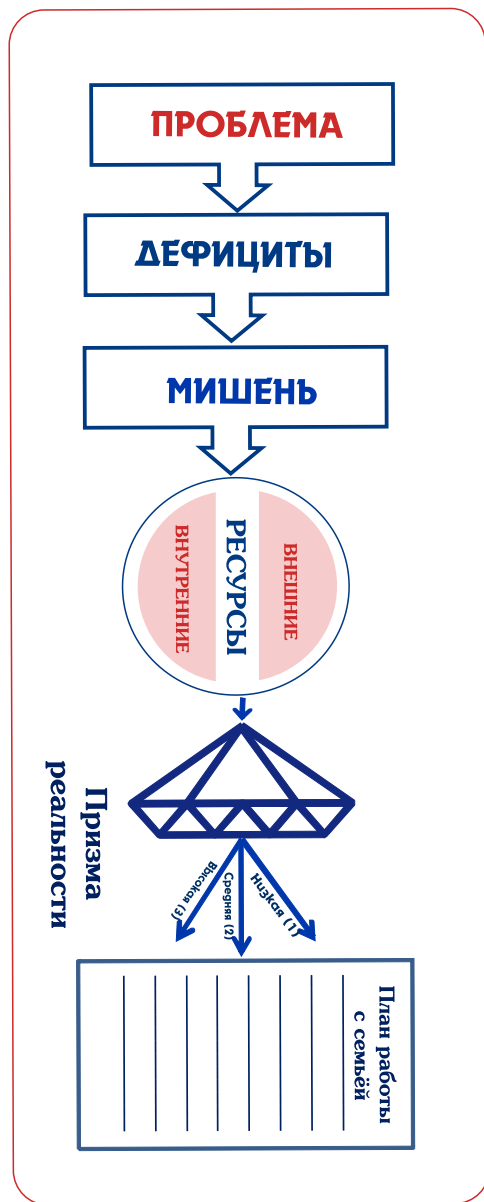 ПРОБЛЕМА
ДЕФИЦИТЫ
МИШЕНЬ
ВНУТРЕННИЕ
РЕСУРСЫ
ВНЕШНИЕ
Призма
реальности
Высокая (3)
Средняя (2)
Низкая (1)
План работы
с семьёй